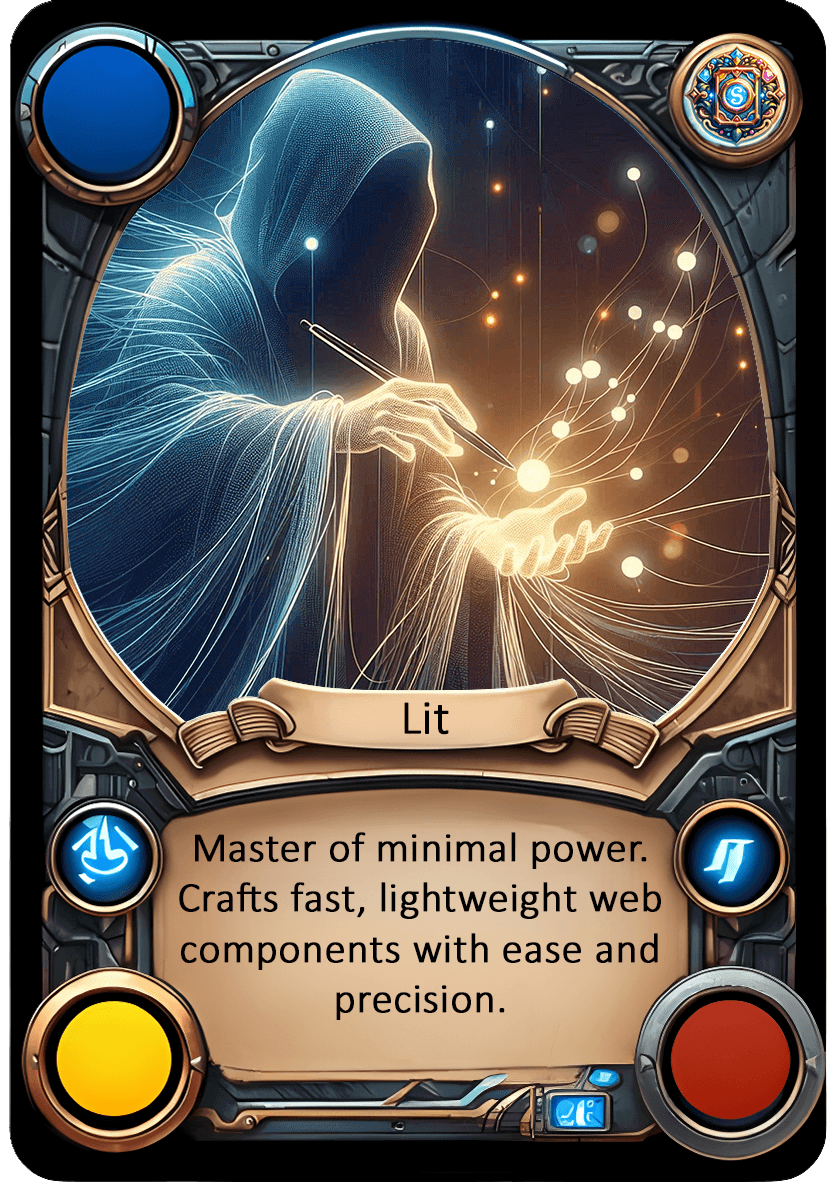 S
Lit
Master of minimal power.
Crafts fast, lightweight web
components with ease and
precision.